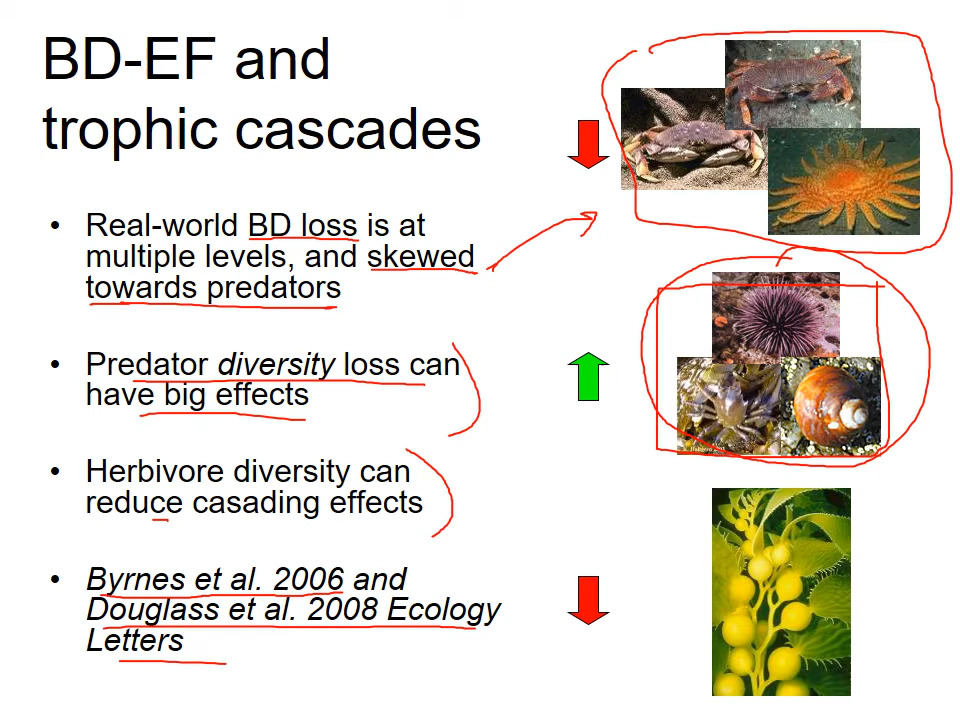 BD-EF and
trophic cascades
• Real-world BD loss is at
multiple levels, and skewed
towards predators
• Predator diversity loss can
have big effects
• Herbivore diversity can
reduce casading effects
• Byrnes et al. 2006 and
Douglass et al. 2008 Ecology
Letters